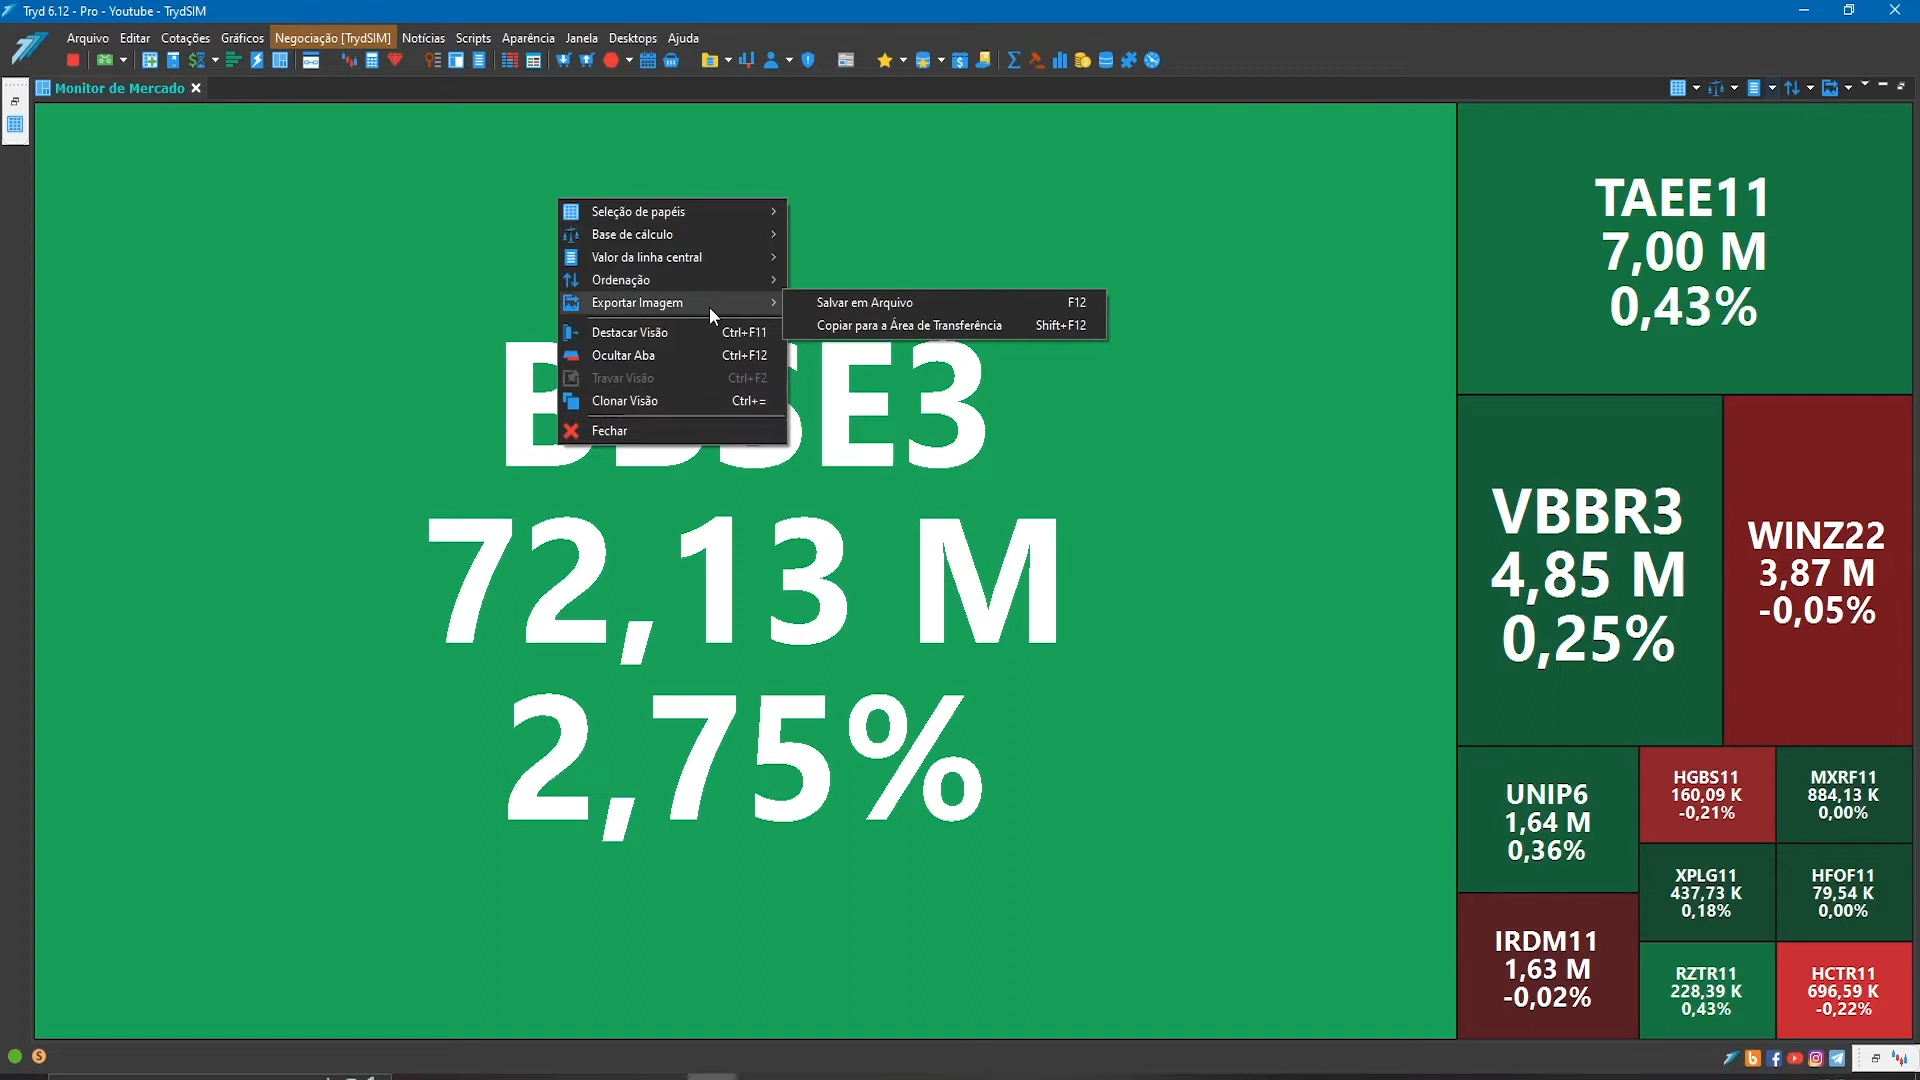 Tryd 6.12 - Pro - Youtube - TrydSIM
Arquivo Editar Cotações Gráficos Negociação [TrydSIM] Notícias Scripts Aparência Janela Desktops Ajuda
Monitor de Mercado
Seleção de papéis
Base de cálculo
Valor da linha central
Ordenação
Exportar Imagem
Salvar em Arquivo F12
Copiar para a Área de Transferência Shift+F12
Destacar Visão Ctrl+F11
Ocultar Aba Ctrl+F12
Travar Visão Ctrl+F2
Clonar Visão Ctrl+=
Fechar
72,13 M
2,75%
TAEE11
7,00 M
0,43%
VBBR3
4,85 M
0,25%
WINZ22
3,87 M
-0,05%
UNIP6
1,64 M
0,36%
HGBS11
160,09 K
-0,21%
MXRF11
884,13 K
0,00%
XPLG11
437,73 K
0,18%
HFOF11
79,54 K
0,00%
IRDM11
1,63 M
-0,02%
RZTR11
228,39 K
0,43%
HCTR11
696,59 K
-0,22%